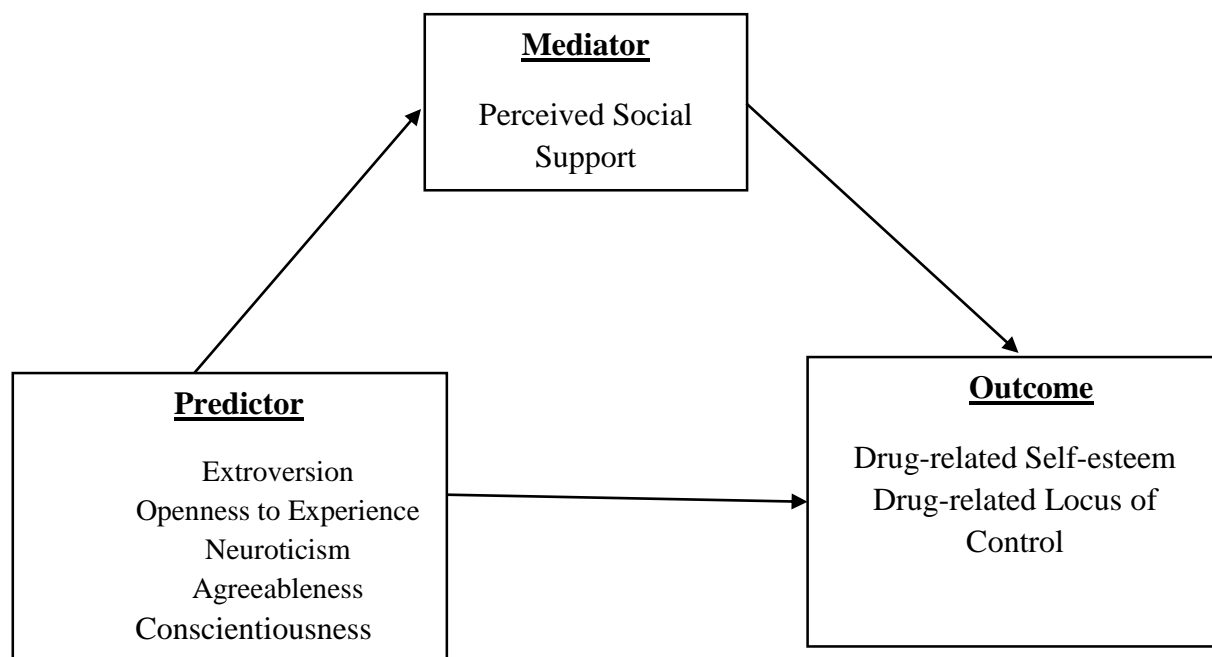 Mediator
Perceived Social
Support
Predictor
Extroversion
Openness to Experience
Neuroticism
Agreeableness
Conscientiousness
Outcome
Drug-related Self-esteem
Drug-related Locus of
Control